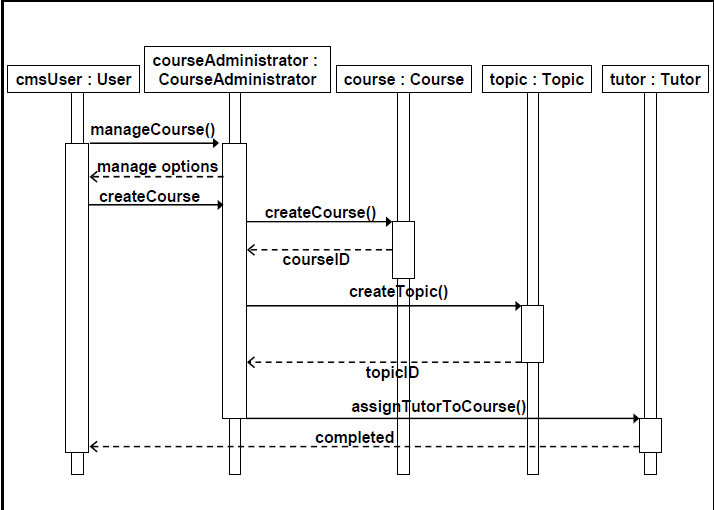 cmsUser : User
courseAdministrator :
CourseAdministrator
course : Course
topic : Topic
tutor : Tutor
manageCourse()
manage options
createCourse
createCourse()
courseID
createTopic()
topicID
assignTutorToCourse()
completed